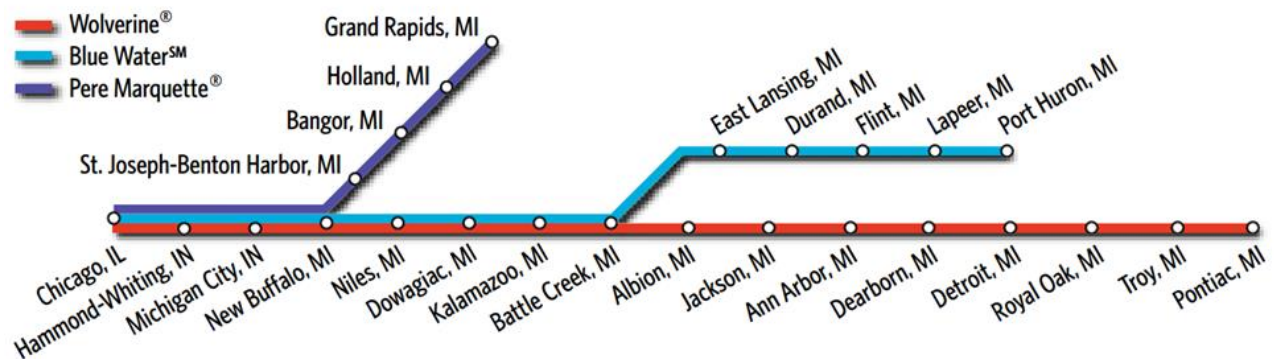 Wolverine®
Blue Water℠
Pere Marquette®
Grand Rapids, MI
Holland, MI
Bangor, MI
St. Joseph-Benton Harbor, MI
East Lansing, MI
Durand, MI
Flint, MI
Lapeer, MI
Port Huron, MI
Chicago, IL
Hammond-Whiting, IN
Michigan City, IN
New Buffalo, MI
Niles, MI
Dowagiac, MI
Kalamazoo, MI
Battle Creek, MI
Albion, MI
Jackson, MI
Ann Arbor, MI
Dearborn, MI
Detroit, MI
Royal Oak, MI
Troy, MI
Pontiac, MI